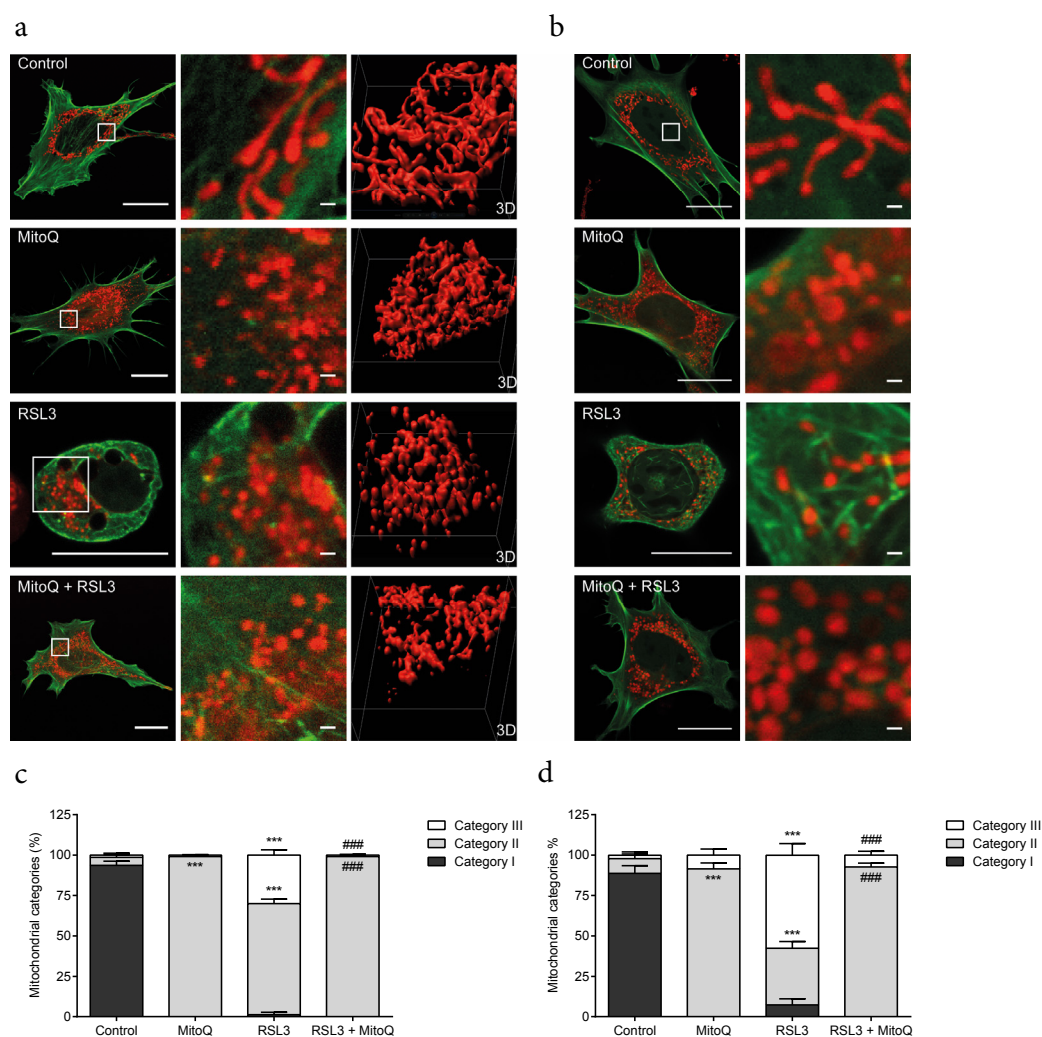 a
b
Control
3D
Control
MitoQ
3D
MitoQ
RSL3
3D
RSL3
MitoQ + RSL3
3D
MitoQ + RSL3
c
d
Mitochondrial categories (%)
125
100
75
50
25
0
***
***
***
###
###
Control
MitoQ
RSL3
RSL3 + MitoQ
Category III
Category II
Category I
Mitochondrial categories %
125
100
75
50
25
0
***
***
***
###
###
Control
MitoQ
RSL3
RSL3 + MitoQ
Category III
Category II
Category I